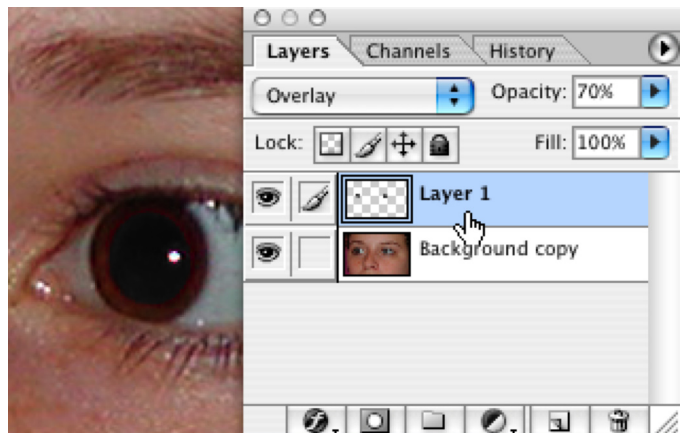 Layers Channels History
Overlay Opacity: 70%
Lock: Fill: 100%
Layer 1
Background copy